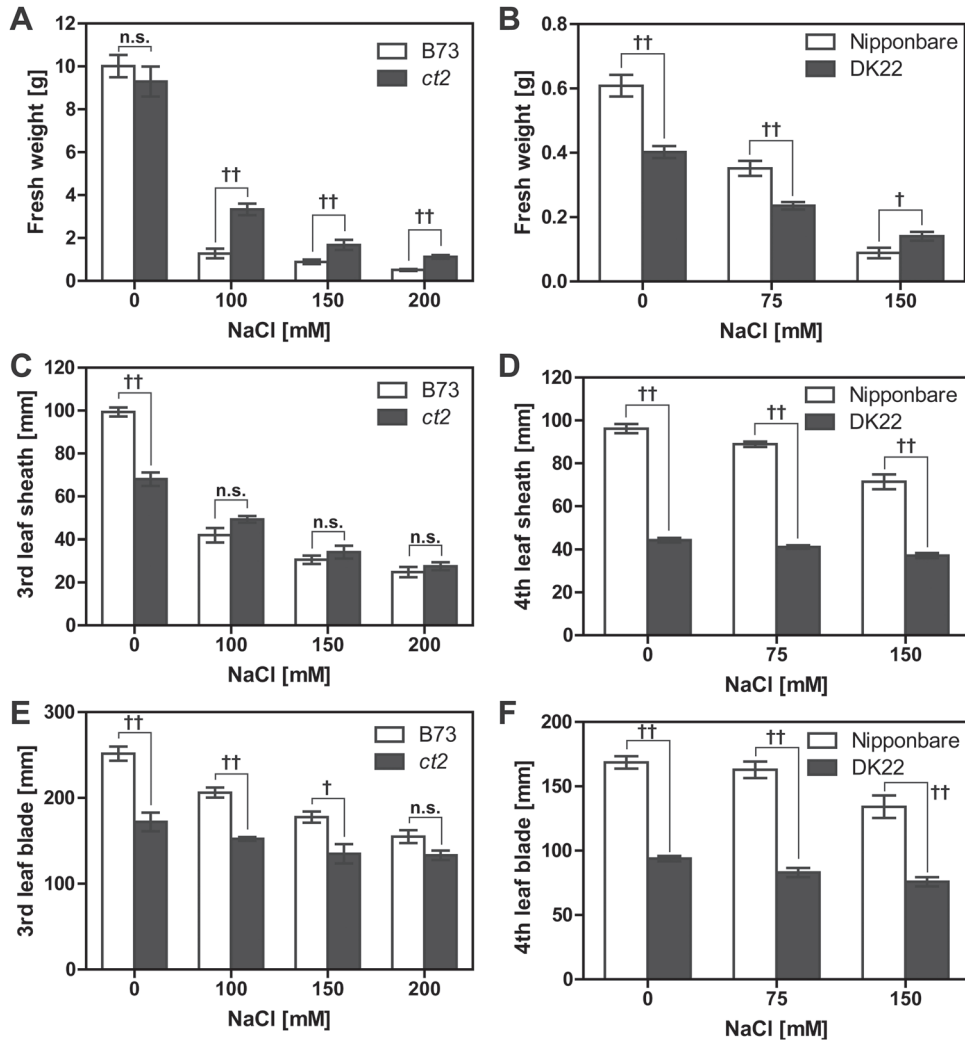 A
12
10
8
6
4
2
0
Fresh weight [g]
n.s.
††
††
††
B73
ct2
0 100 150 200
NaCl [mM]
B
0.8
0.6
0.4
0.2
0.0
Fresh weight [g]
††
††
†
Nipponbare
DK22
0 75 150
NaCl [mM]
C
120
100
80
60
40
20
0
3rd leaf sheath [mm]
††
n.s.
n.s.
n.s.
B73
ct2
0 100 150 200
NaCl [mM]
D
120
100
80
60
40
20
0
4th leaf sheath [mm]
††
††
††
Nipponbare
DK22
0 75 150
NaCl [mM]
E
300
200
100
0
3rd leaf blade [mm]
††
††
†
n.s.
B73
ct2
0 100 150 200
NaCl [mM]
F
200
150
100
50
0
4th leaf blade [mm]
††
††
††
Nipponbare
DK22
0 75 150
NaCl [mM]